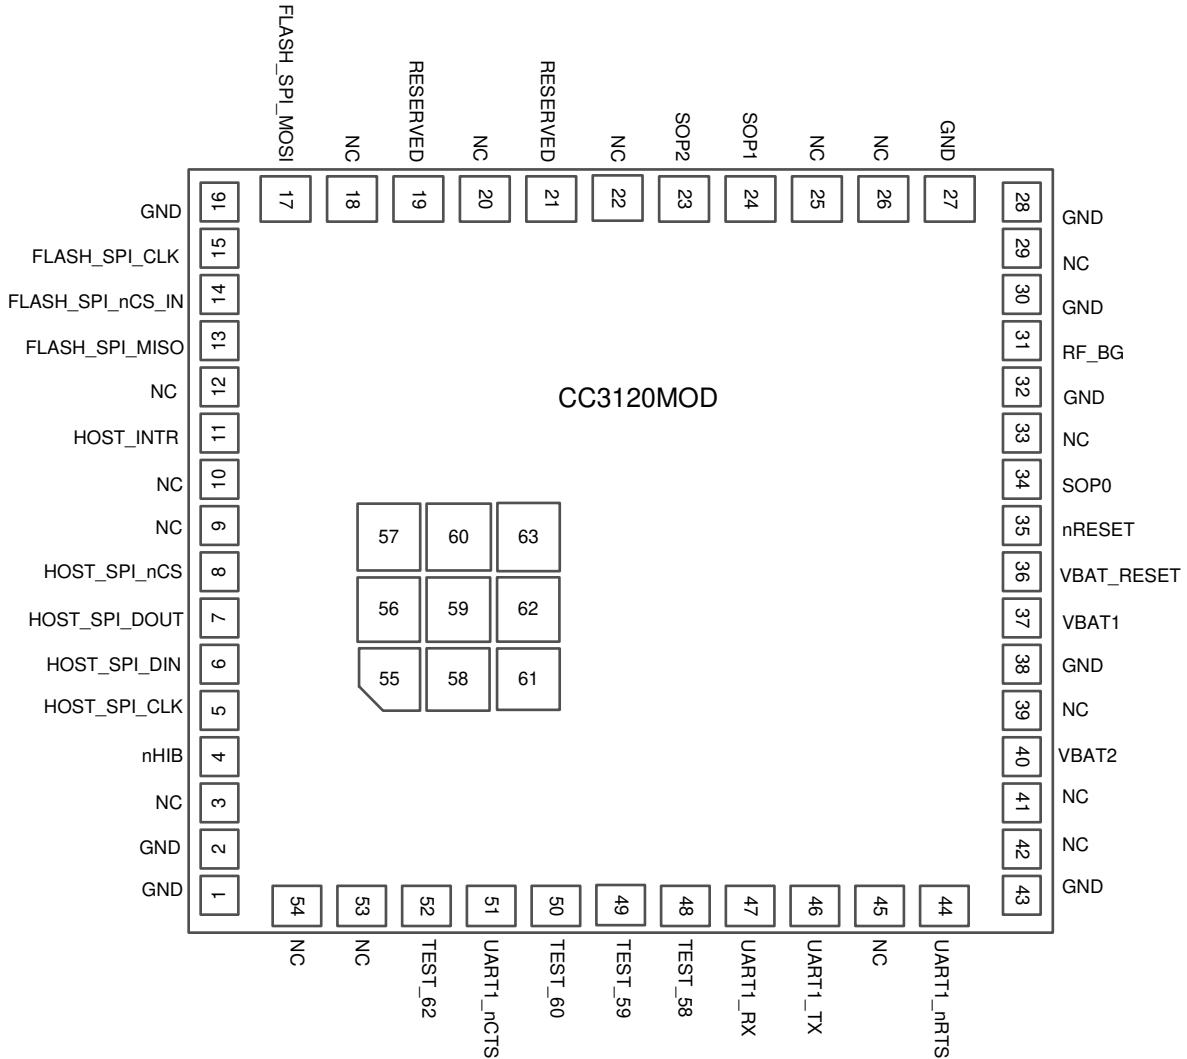 FLASH_SPI_MOSI
NC
RESERVED
NC
RESERVED
NC
SOP2
SOP1
NC
NC
GND
17
18
19
20
21
22
23
24
25
26
27
GND
16
FLASH_SPI_CLK
15
FLASH_SPI_nCS_IN
14
FLASH_SPI_MISO
13
NC
12
HOST_INTR
11
NC
10
NC
9
HOST_SPI_nCS
8
HOST_SPI_DOUT
7
HOST_SPI_DIN
6
HOST_SPI_CLK
5
nHIB
4
NC
3
GND
2
GND
1
CC3120MOD
57 60 63
56 59 62
55 58 61
28
GND
29
NC
30
GND
31
RF_BG
32
GND
33
NC
34
SOP0
35
nRESET
36
VBAT_RESET
37
VBAT1
38
GND
39
NC
40
VBAT2
41
NC
42
NC
43
GND
54
53
52
51
50
49
48
47
46
45
44
NC
NC
TEST_62
UART1_nCTS
TEST_60
TEST_59
TEST_58
UART1_RX
UART1_TX
NC
UART1_nRTS